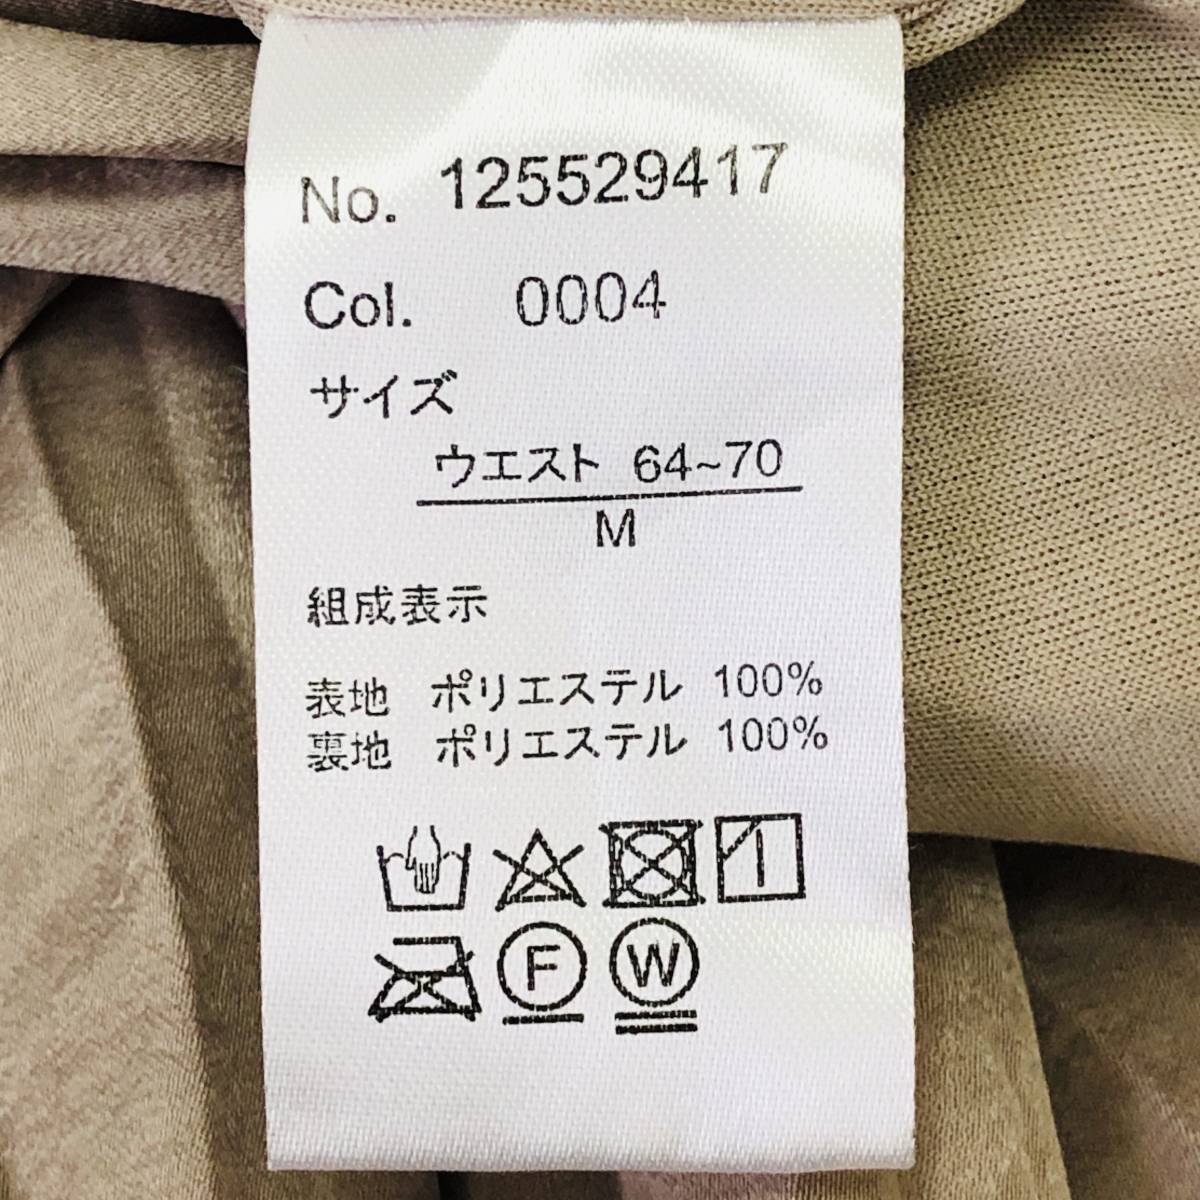 No. 125529417
Col. 0004
サイズ
ウエスト 64~70
M
組成表示
表地 ポリエステル 100%
裏地 ポリエステル 100%
F W